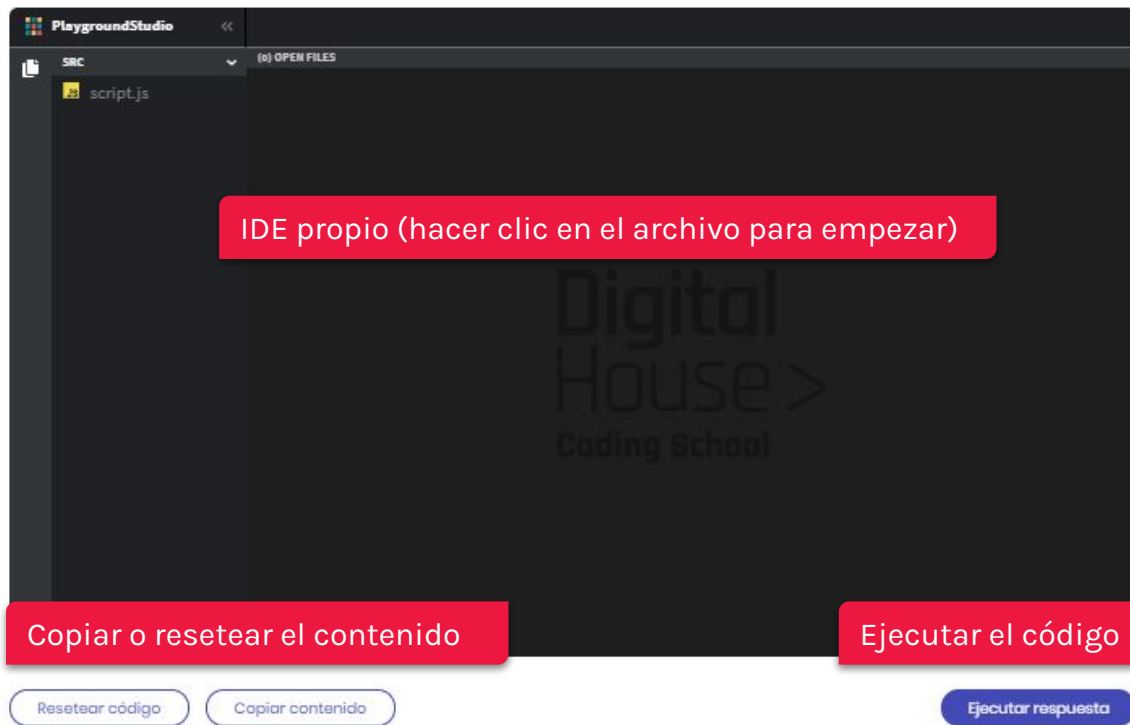 PlaygroundStudio
SRC
(0) OPEN FILES
JS script.js
IDE propio (hacer clic en el archivo para empezar)
Digital
House>
Coding School
Copiar o resetear el contenido
Ejecutar el código
Resetear código
Copiar contenido
Ejecutar respuesta